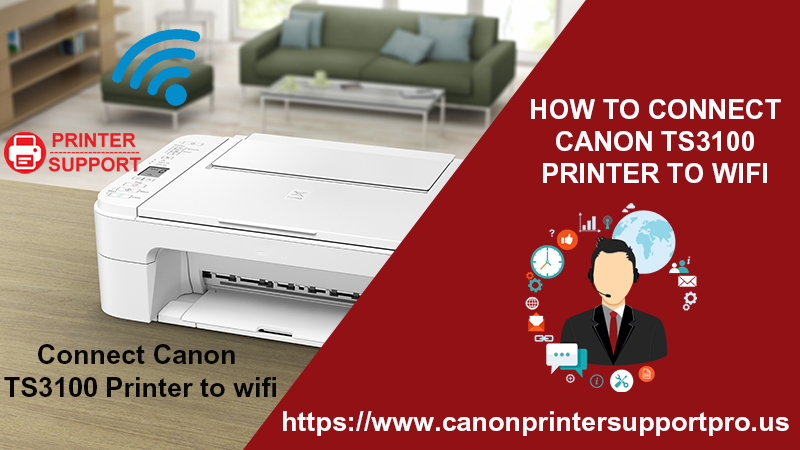 PRINTER
SUPPORT
Connect Canon
TS3100 Printer to wifi
HOW TO CONNECT
CANON TS3100
PRINTER TO WIFI
https://www.canonprintersupportpro.us